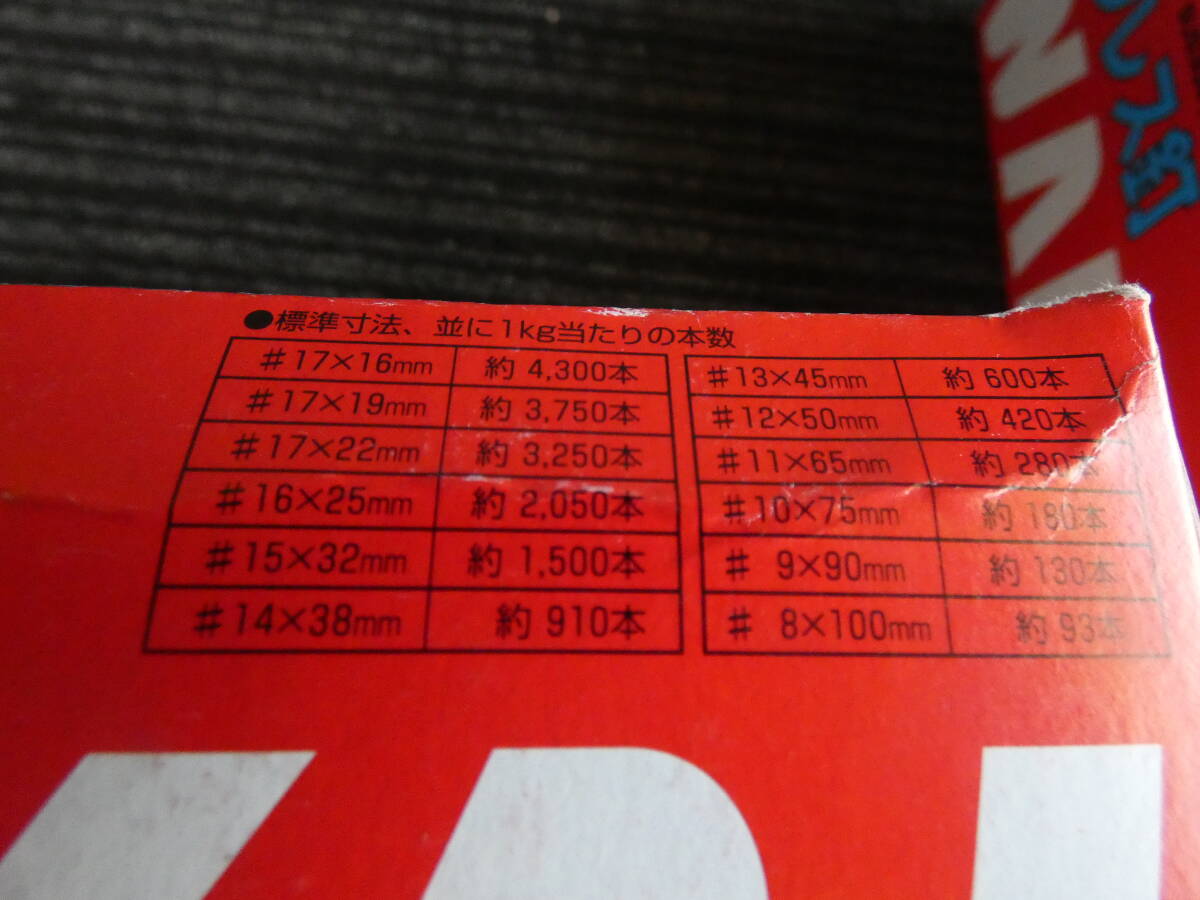 ●標準寸法、並に1kg当たりの本数
♯17×16mm 約 4,300本
♯17×19mm 約 3,750本
♯17×22mm 約 3,250本
♯16×25mm 約 2,050本
♯15×32mm 約 1,500本
♯14×38mm 約 910本
♯13×45mm 約 600本
♯12×50mm 約 420本
♯11×65mm 約 280本
♯10×75mm 約 180本
♯ 9×90mm 約 130本
♯ 8×100mm 約 93本
レス釘